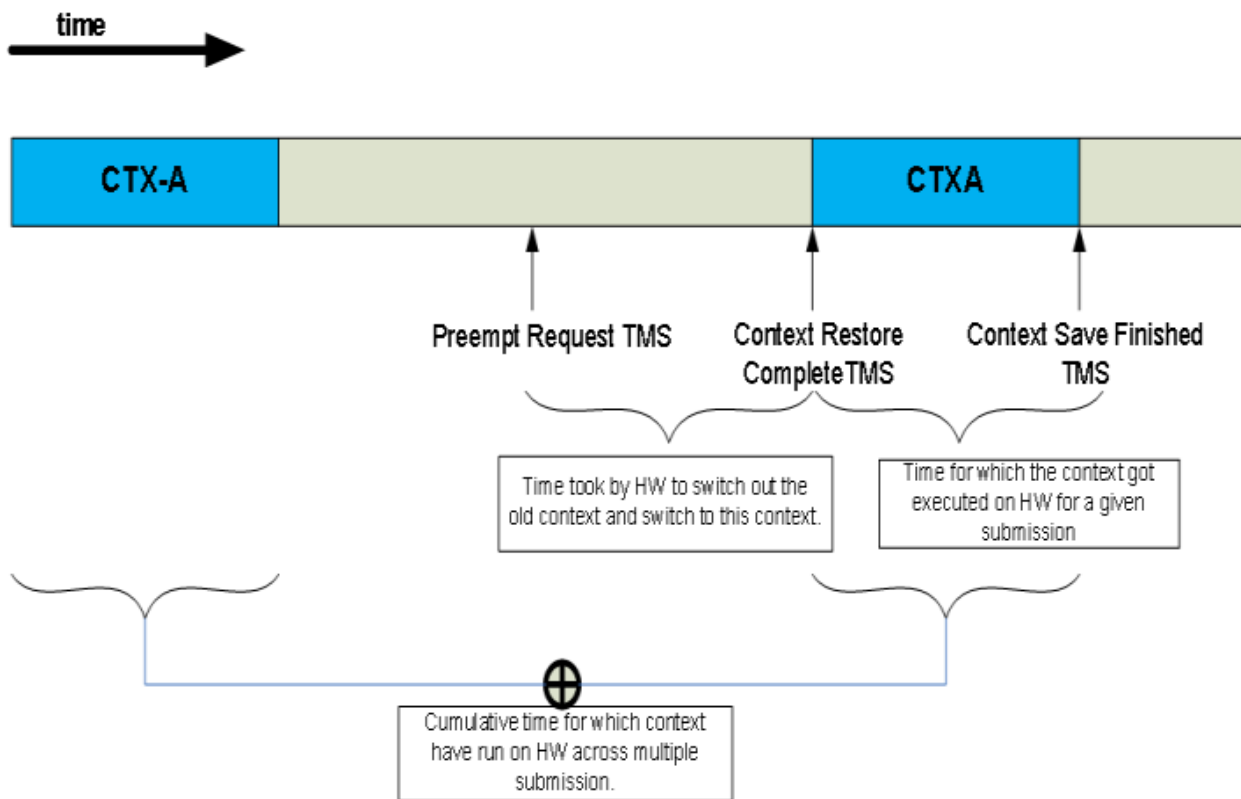 time
CTX-A
CTXA
Preempt Request TMS
Context Restore
CompleteTMS
Context Save Finished
TMS
Time took by HW to switch out the
old context and switch to this context.
Time for which the context got
executed on HW for a given
submission
Cumulative time for which context
have run on HW across multiple
submission.